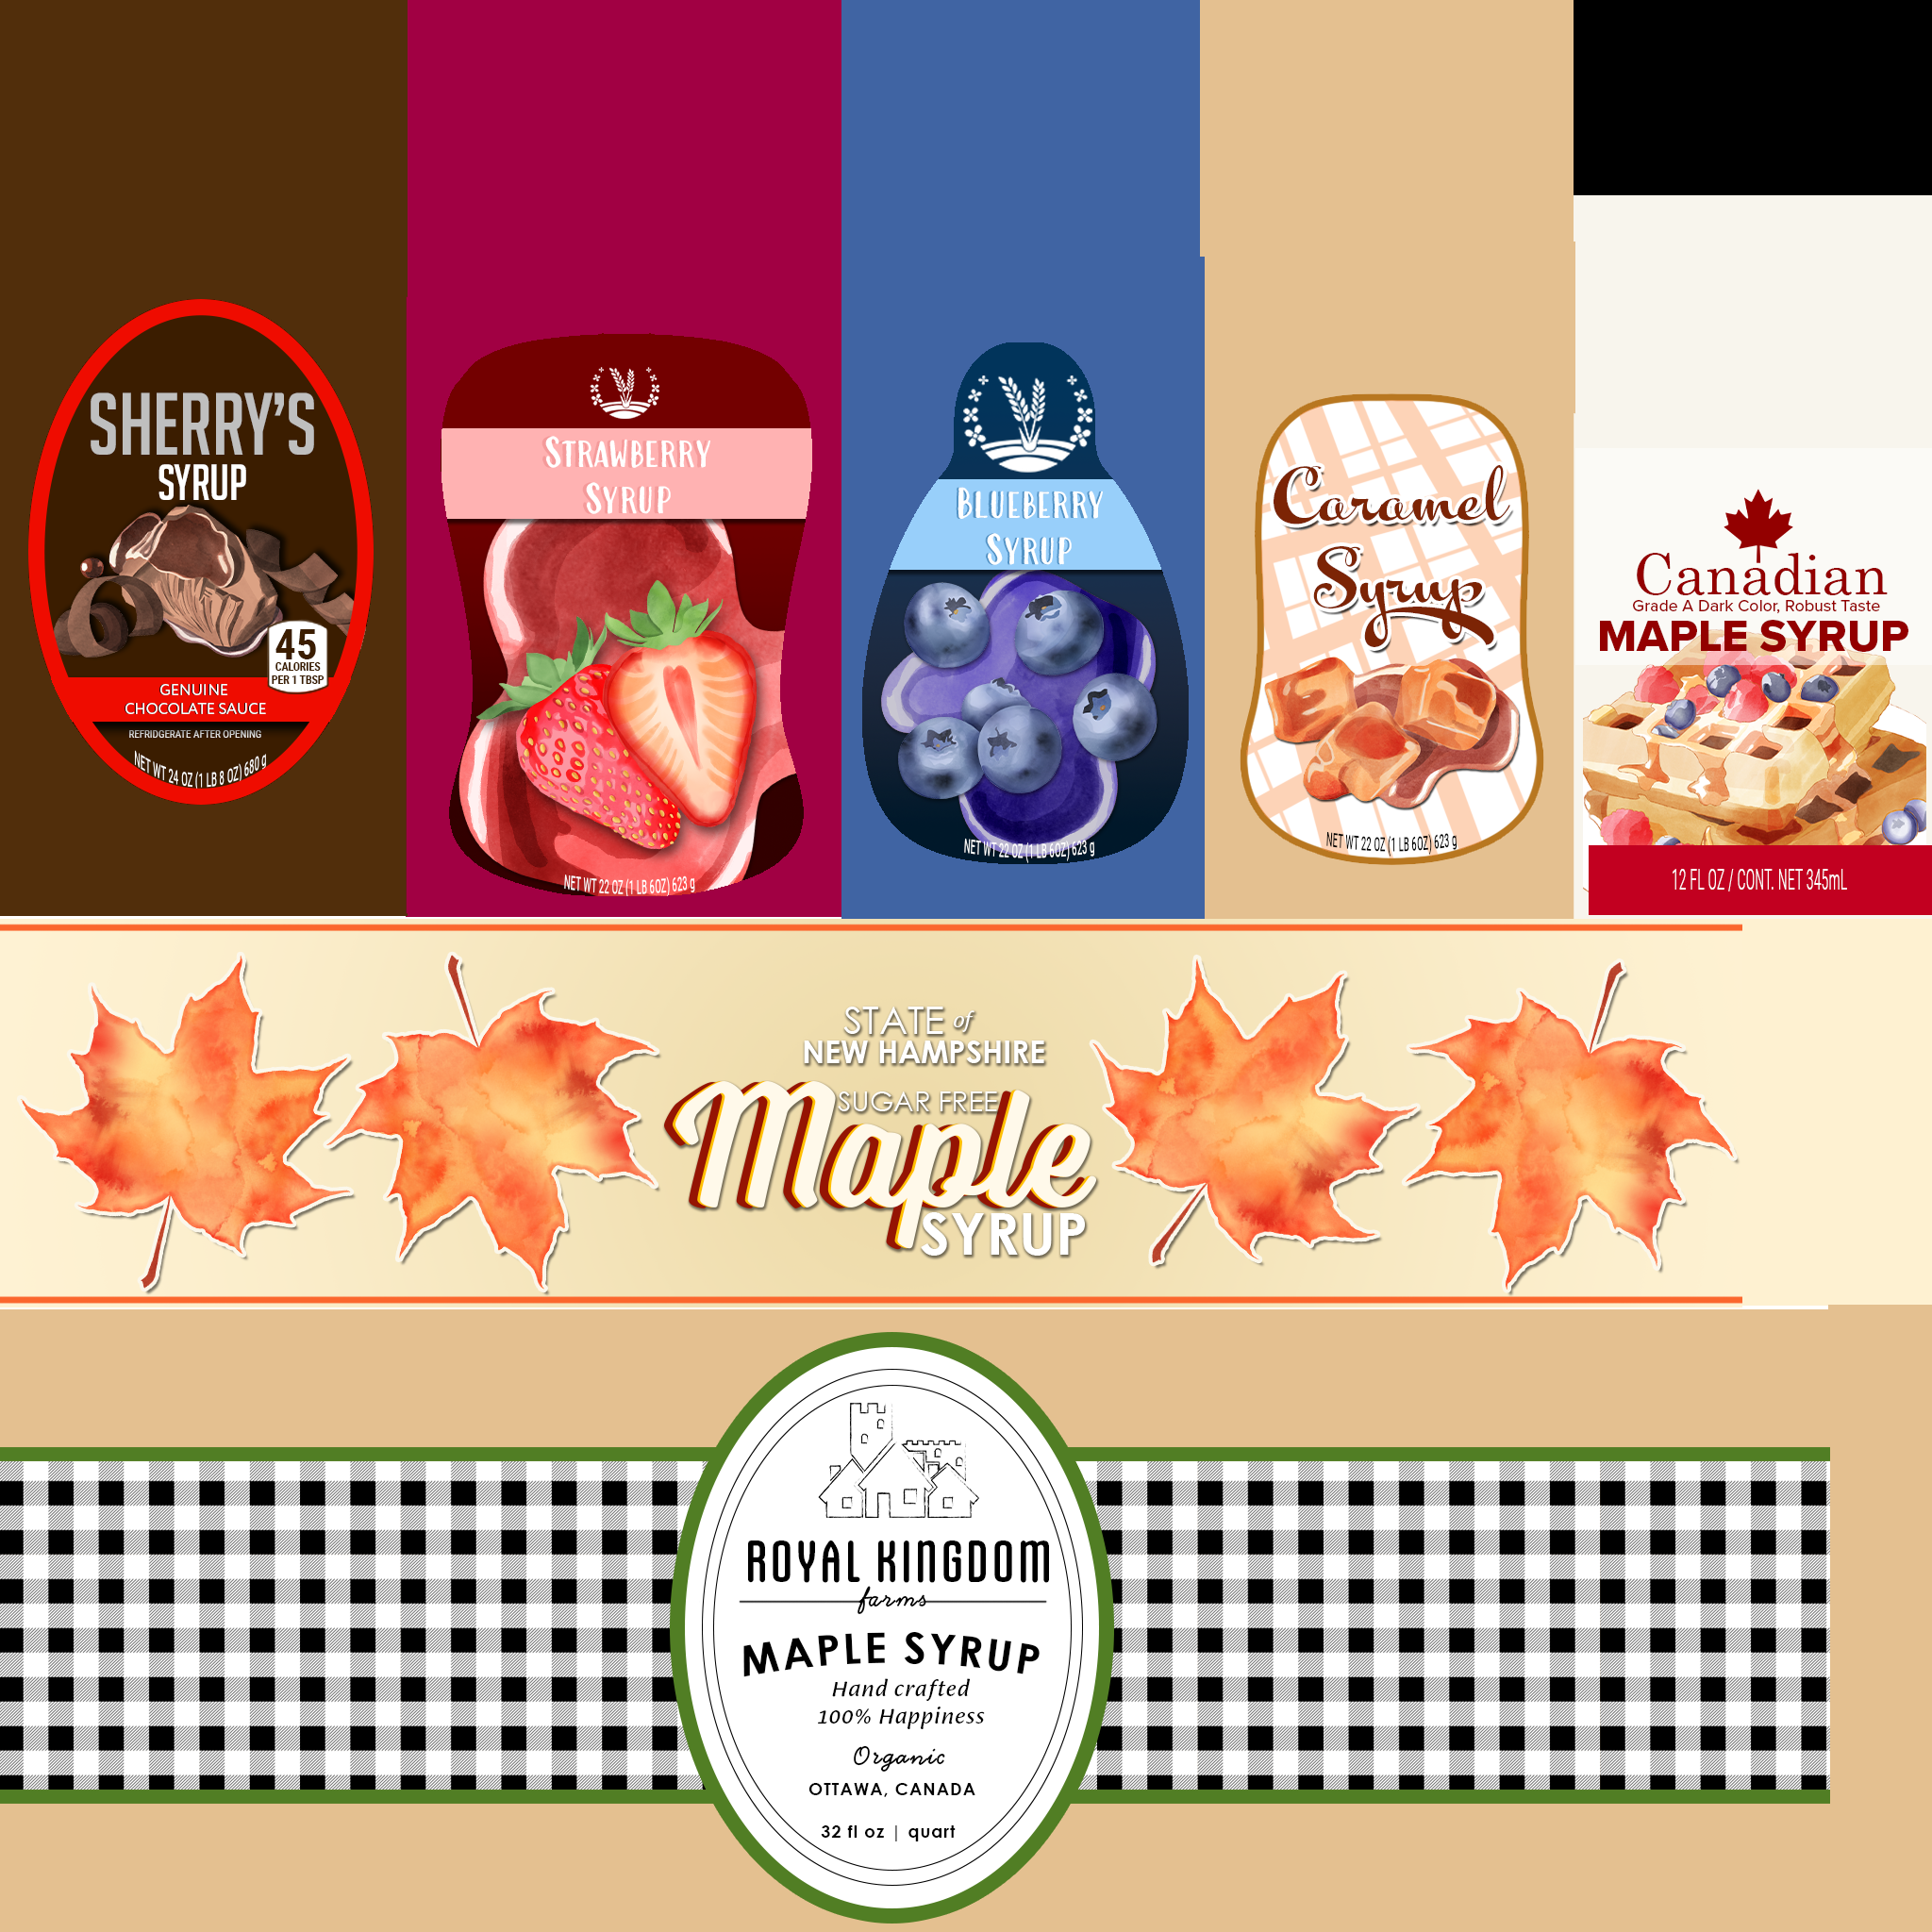 SHERRY'S
SYRUP
45
CALORIES
PER 1 TBSP
GENUINE
CHOCOLATE SAUCE
REFRIDGERATE AFTER OPENING
NET WT 24 OZ (1 LB 8 OZ) 680 g
STRAWBERRY
SYRUP
NET WT 22 OZ (1 LB 6OZ) 623 g
BLUEBERRY
SYRUP
NET WT 22 OZ (1 LB 6OZ) 623 g
Caramel
Syrup
NET WT 22 OZ (1 LB 6OZ) 623 g
Canadian
Grade A Dark Color, Robust Taste
MAPLE SYRUP
12 FL OZ / CONT. NET 345mL
STATE of
NEW HAMPSHIRE
SUGAR FREE
Maple
SYRUP
ROYAL KINGDOM
farms
MAPLE SYRUP
Hand crafted
100% Happiness
Organic
OTTAWA, CANADA
32 fl oz | quart